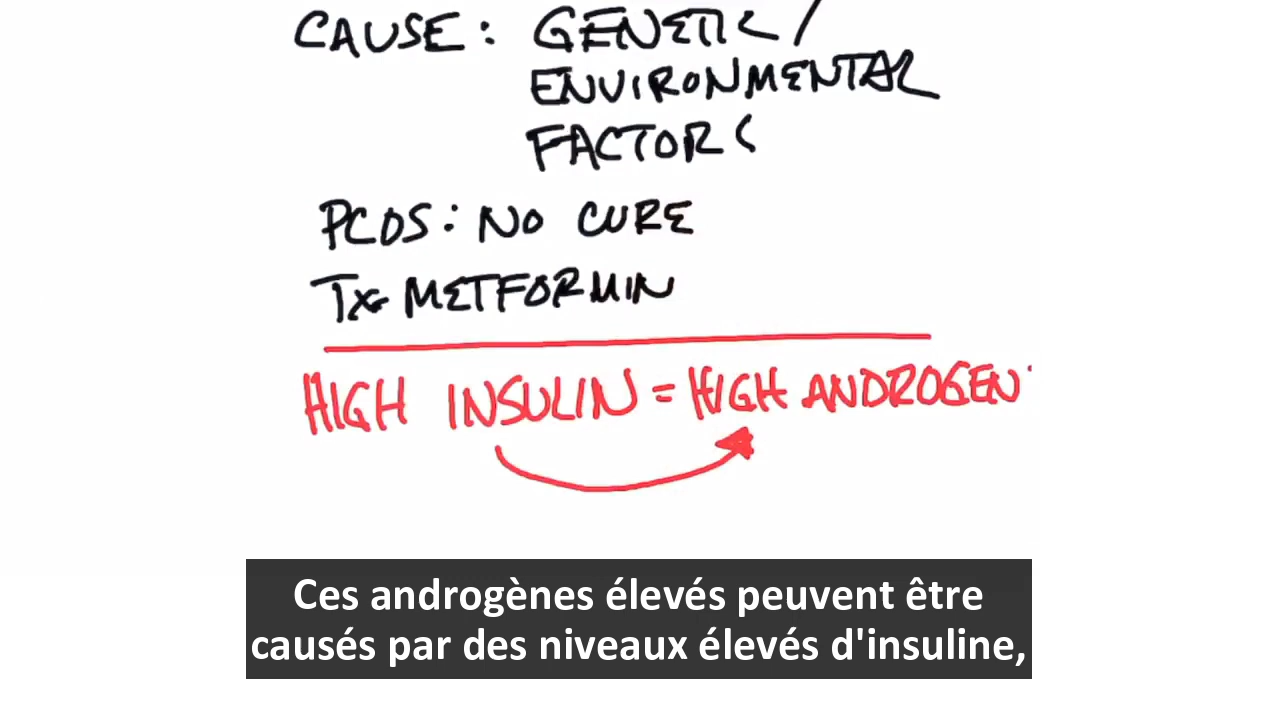 CAUSE: GENETIC/
ENVIRONMENTAL
FACTORS
PCOS: NO CURE
Tx METFORMIN
HIGH INSULIN = HIGH ANDROGEN
Ces androgènes élevés peuvent être
causés par des niveaux élevés d'insuline,